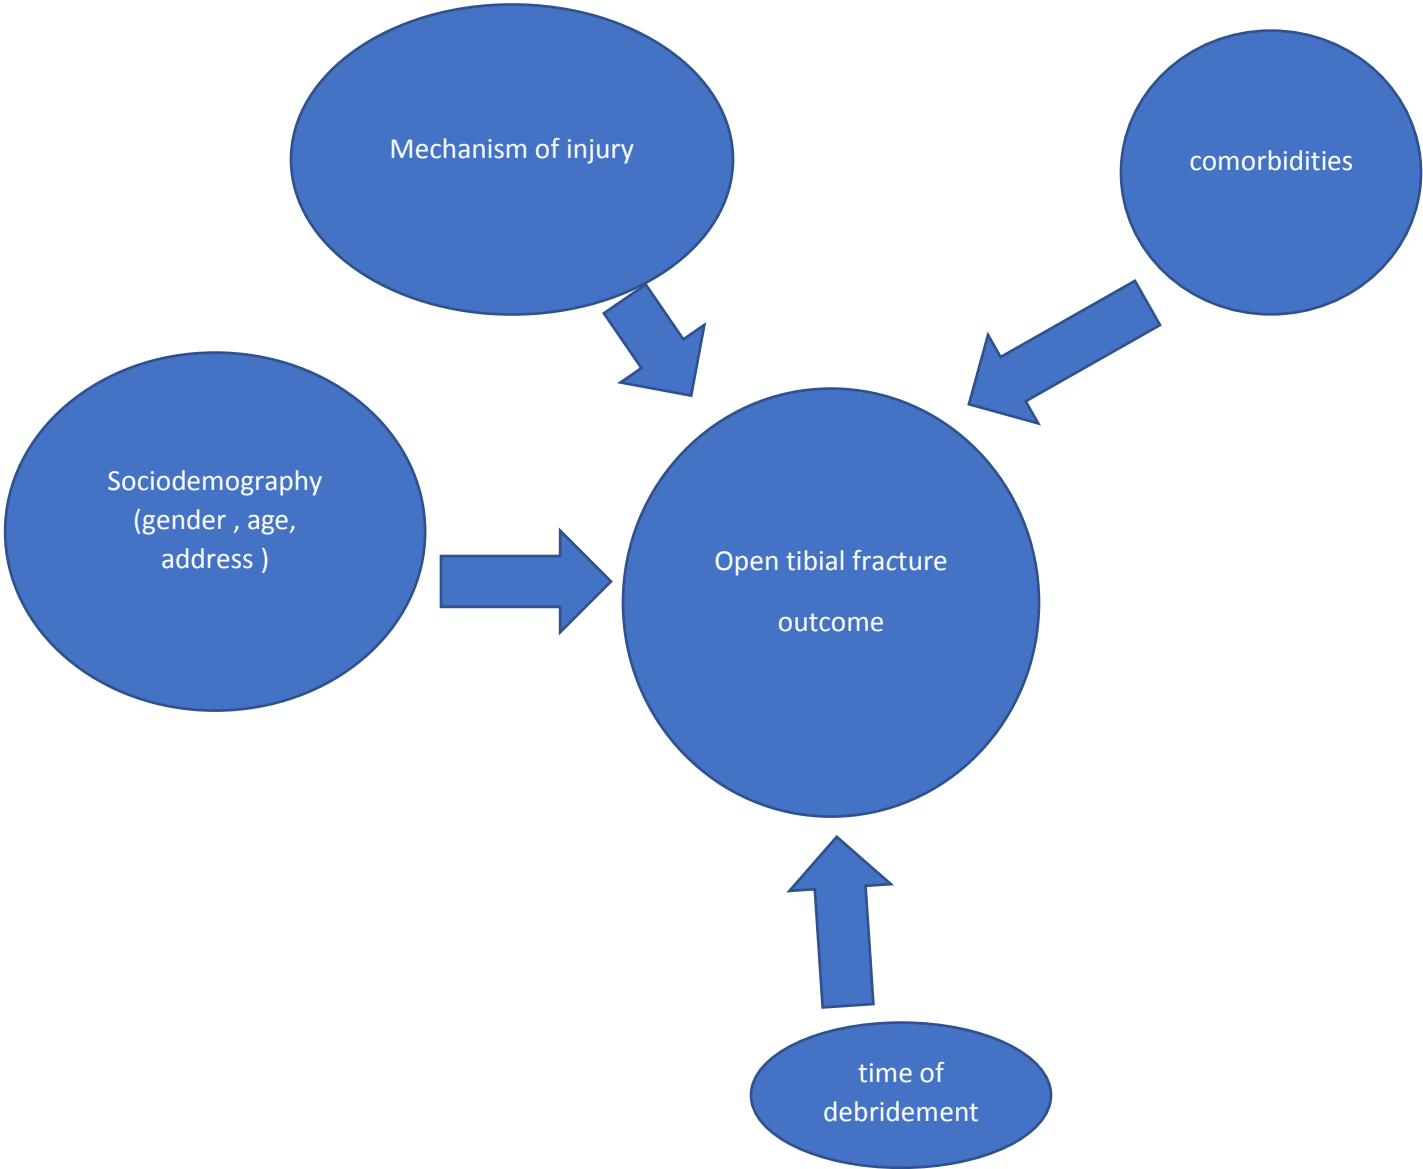 Mechanism of injury
comorbidities
Sociodemography
(gender , age,
address )
Open tibial fracture
outcome
time of
debridement